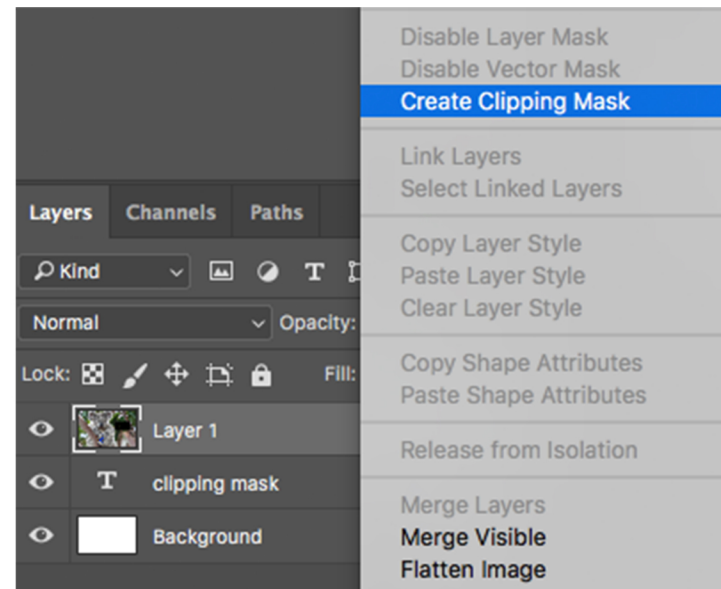 Disable Layer Mask
Disable Vector Mask
Create Clipping Mask
Link Layers
Select Linked Layers
Copy Layer Style
Paste Layer Style
Clear Layer Style
Copy Shape Attributes
Paste Shape Attributes
Release from Isolation
Merge Layers
Merge Visible
Flatten Image
Layers Channels Paths
Kind T
Normal Opacity:
Lock: Fill:
Layer 1
T clipping mask
Background